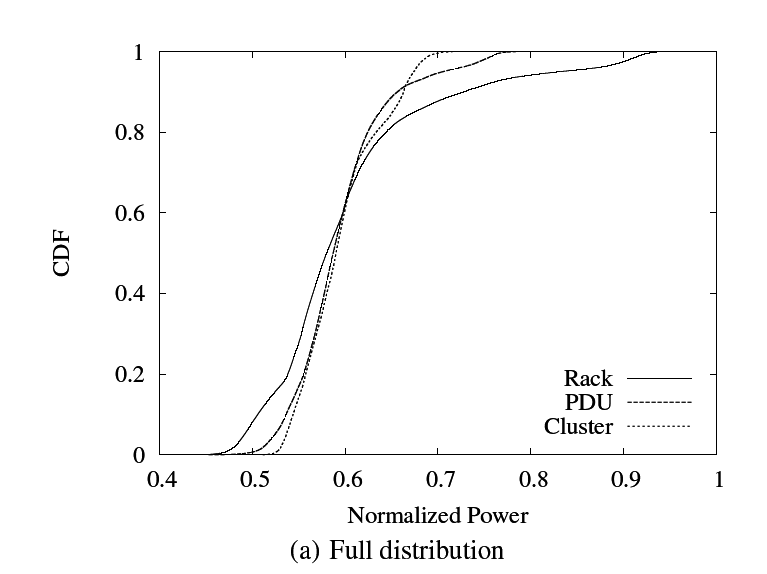 1
0.8
0.6
0.4
0.2
0
CDF
Rack
PDU
Cluster
0.4 0.5 0.6 0.7 0.8 0.9 1
Normalized Power
(a) Full distribution